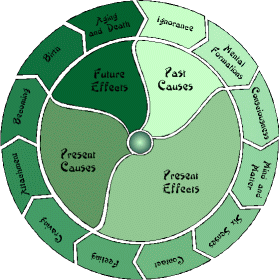 Ignorance
Mental
Formations
Consciousness
Mind and
Matter
Six Senses
Contact
Feeling
Craving
Attachment
Becoming
Birth
Aging
and Death
Past
Causes
Present
Effects
Present
Causes
Future
Effects